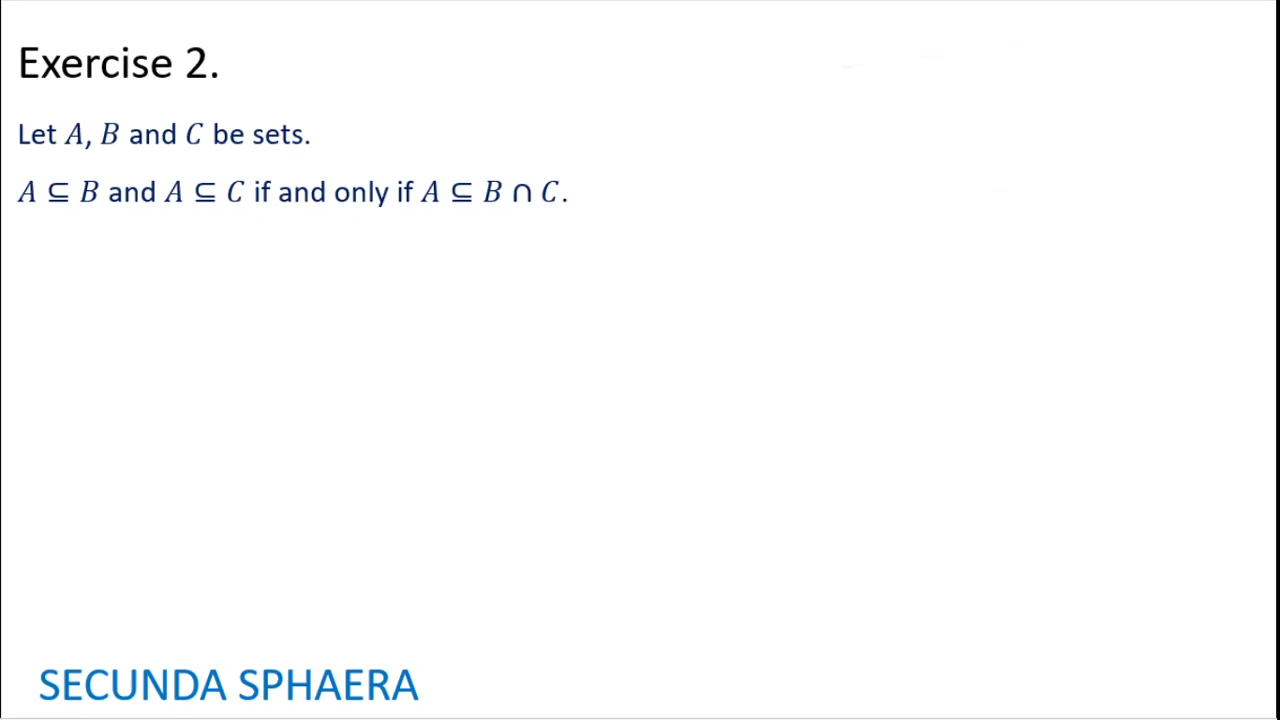 Exercise 2.
Let A, B and C be sets.
A ⊆ B and A ⊆ C if and only if A ⊆ B ∩ C.
SECUNDA SPHAERA